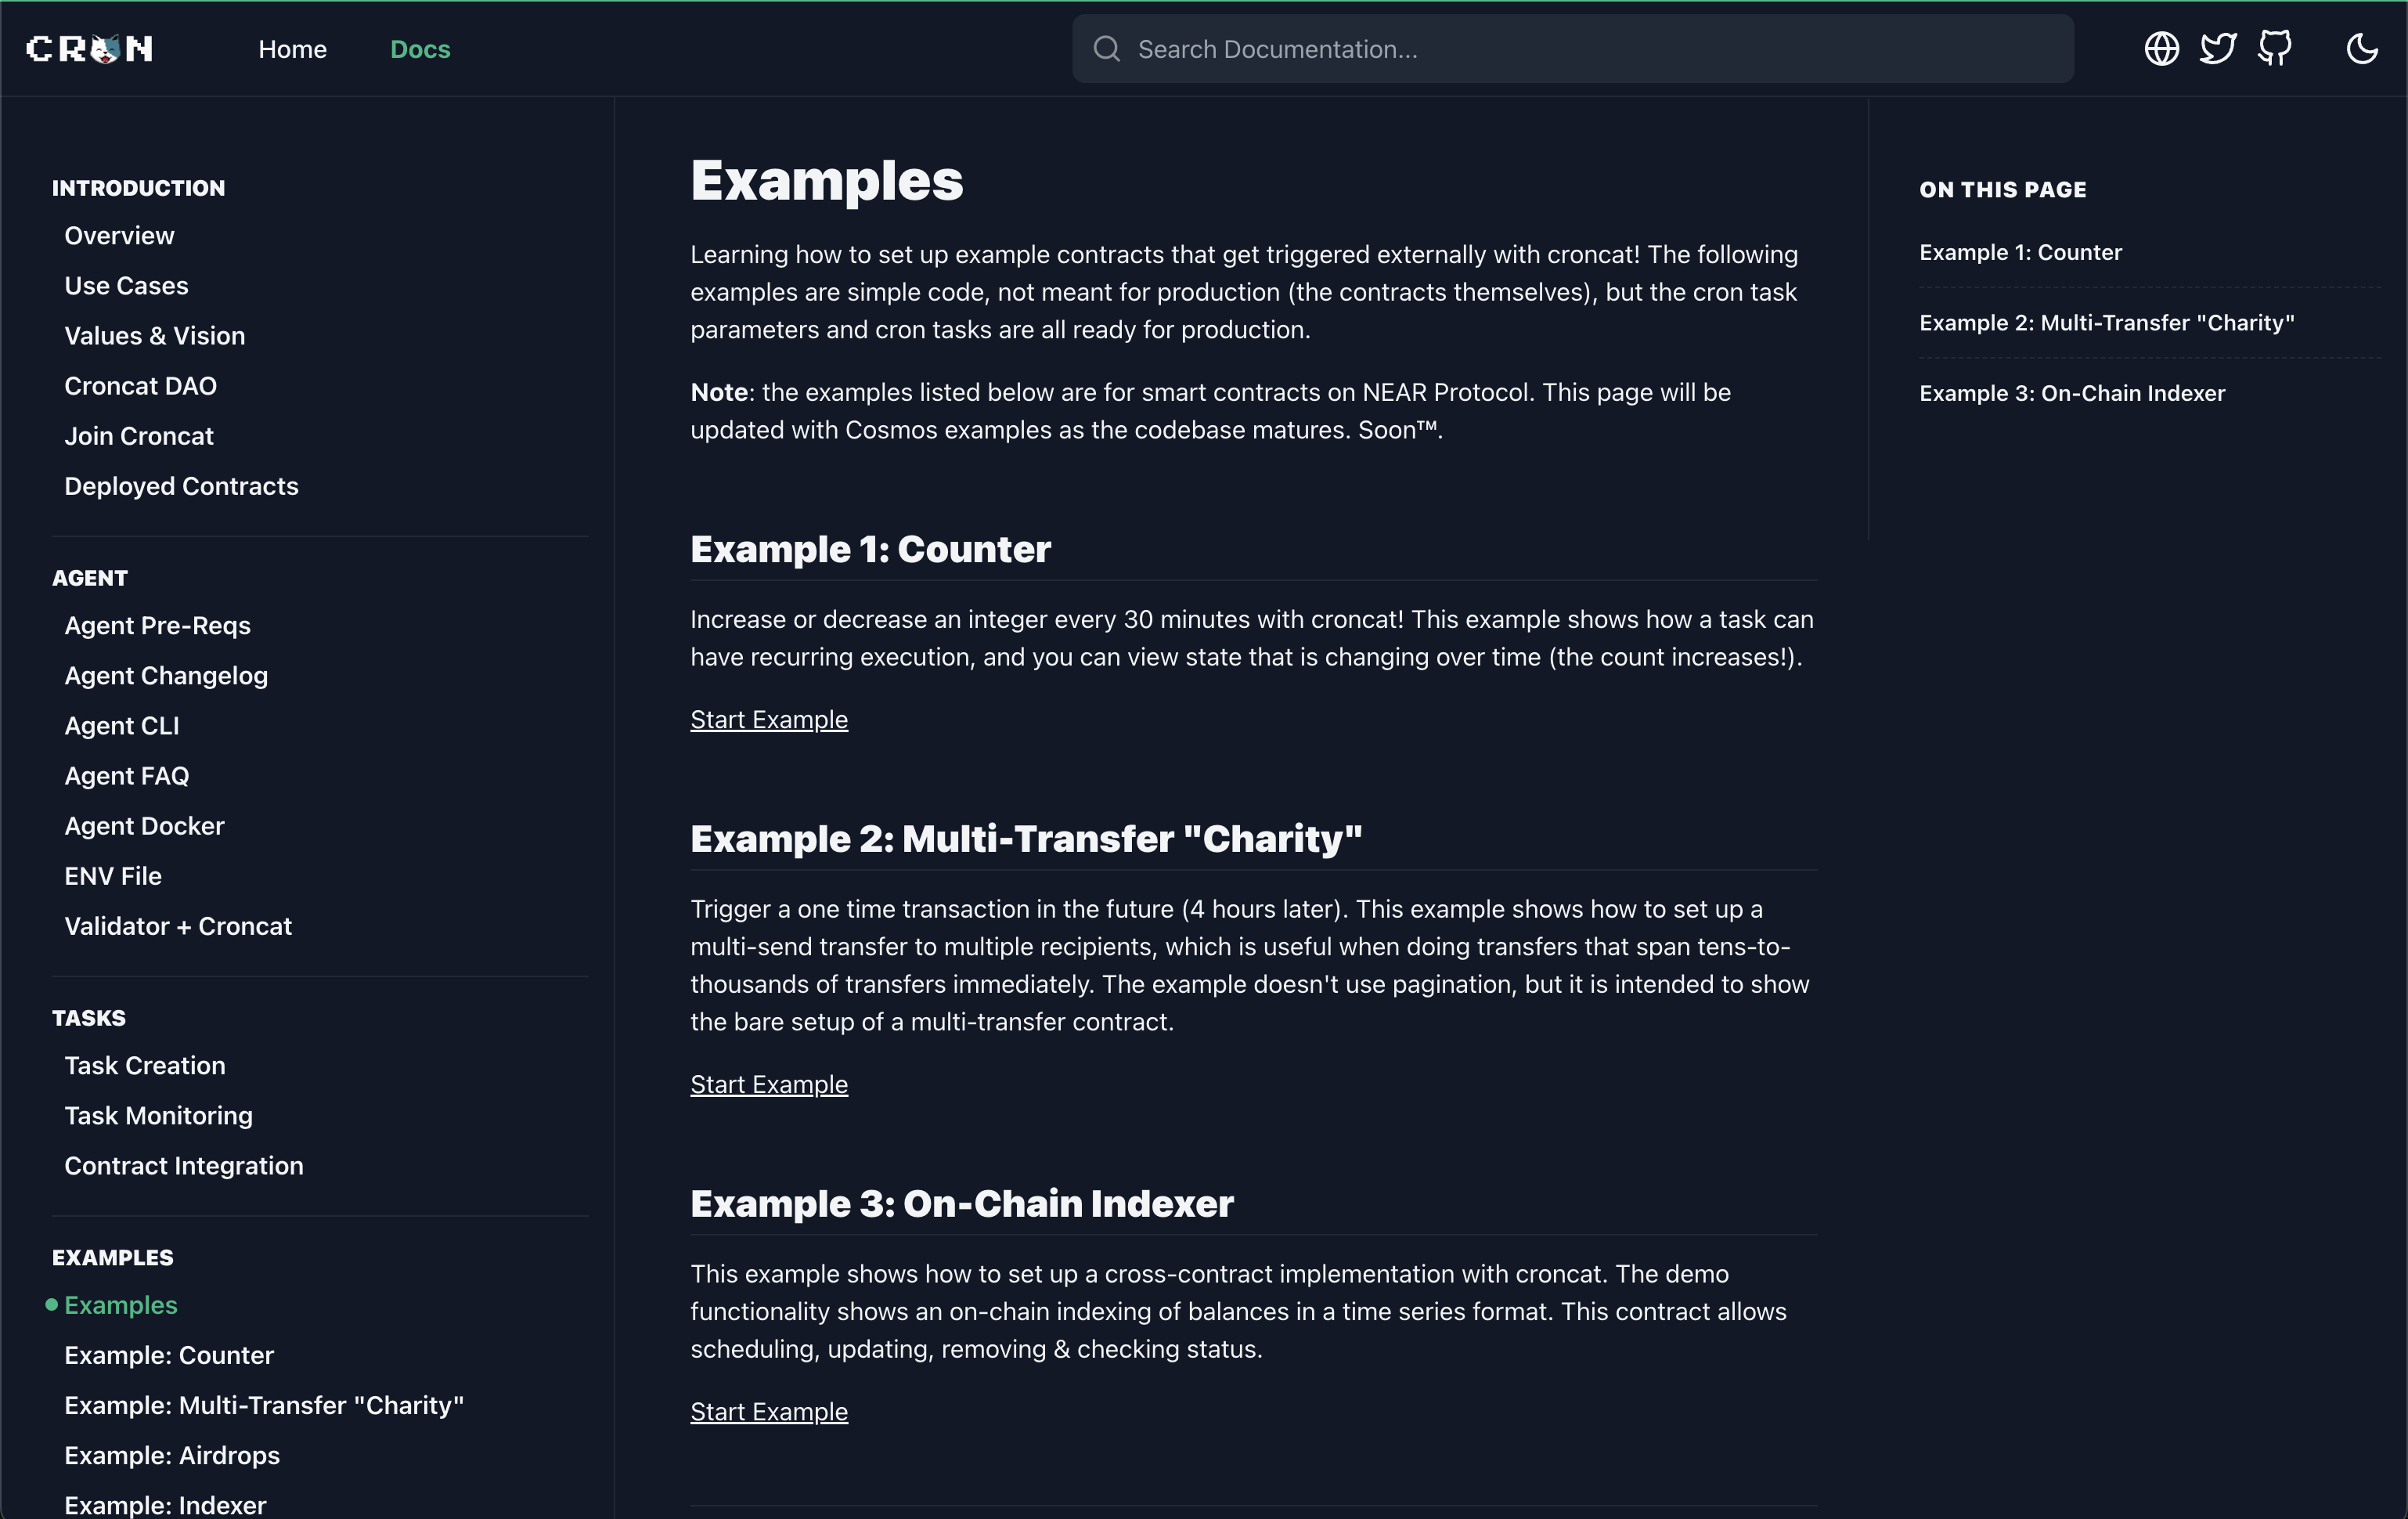 CRON
Home
Docs
Search Documentation...
INTRODUCTION
Overview
Use Cases
Values & Vision
Croncat DAO
Join Croncat
Deployed Contracts
AGENT
Agent Pre-Reqs
Agent Changelog
Agent CLI
Agent FAQ
Agent Docker
ENV File
Validator + Croncat
TASKS
Task Creation
Task Monitoring
Contract Integration
EXAMPLES
Examples
Example: Counter
Example: Multi-Transfer "Charity"
Example: Airdrops
Example: Indexer
Examples
Learning how to set up example contracts that get triggered externally with croncat! The following
examples are simple code, not meant for production (the contracts themselves), but the cron task
parameters and cron tasks are all ready for production.
Note: the examples listed below are for smart contracts on NEAR Protocol. This page will be
updated with Cosmos examples as the codebase matures. Soon™.
Example 1: Counter
Increase or decrease an integer every 30 minutes with croncat! This example shows how a task can
have recurring execution, and you can view state that is changing over time (the count increases!).
Start Example
Example 2: Multi-Transfer "Charity"
Trigger a one time transaction in the future (4 hours later). This example shows how to set up a
multi-send transfer to multiple recipients, which is useful when doing transfers that span tens-to-
thousands of transfers immediately. The example doesn't use pagination, but it is intended to show
the bare setup of a multi-transfer contract.
Start Example
Example 3: On-Chain Indexer
This example shows how to set up a cross-contract implementation with croncat. The demo
functionality shows an on-chain indexing of balances in a time series format. This contract allows
scheduling, updating, removing & checking status.
Start Example
ON THIS PAGE
Example 1: Counter
Example 2: Multi-Transfer "Charity"
Example 3: On-Chain Indexer